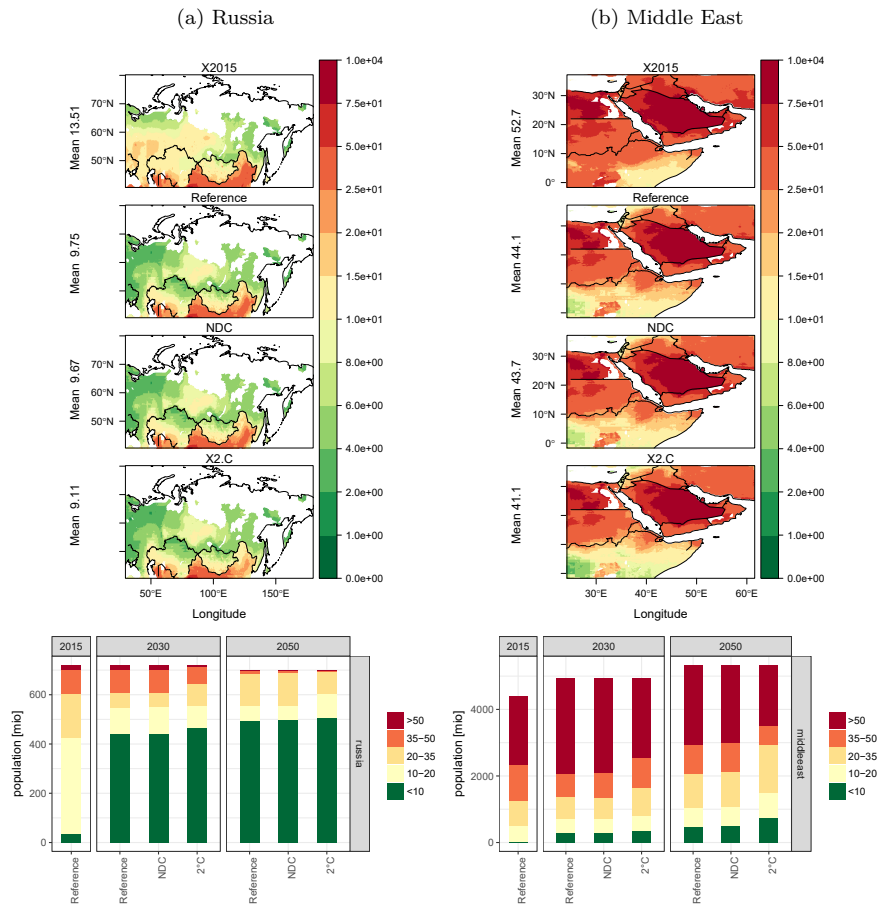 (a) Russia
X2015
Mean 13.51
70°N
60°N
50°N
Reference
Mean 9.75
NDC
Mean 9.67
70°N
60°N
50°N
X2.C
Mean 9.11
50°E
100°E
150°E
Longitude
1.0e+04
7.5e+01
5.0e+01
2.5e+01
2.0e+01
1.5e+01
1.0e+01
8.0e+00
6.0e+00
4.0e+00
2.0e+00
1.0e+00
0.0e+00
2015
2030
2050
population [mio]
600
400
200
0
Reference
Reference
NDC
2°C
Reference
NDC
2°C
russia
>50
35−50
20−35
10−20
<10
(b) Middle East
X2015
Mean 52.7
30°N
20°N
10°N
0°
Reference
Mean 44.1
NDC
Mean 43.7
30°N
20°N
10°N
0°
X2.C
Mean 41.1
30°E
40°E
50°E
60°E
Longitude
1.0e+04
7.5e+01
5.0e+01
2.5e+01
2.0e+01
1.5e+01
1.0e+01
8.0e+00
6.0e+00
4.0e+00
2.0e+00
1.0e+00
0.0e+00
2015
2030
2050
population [mio]
4000
2000
0
Reference
Reference
NDC
2°C
Reference
NDC
2°C
middeeast
>50
35−50
20−35
10−20
<10